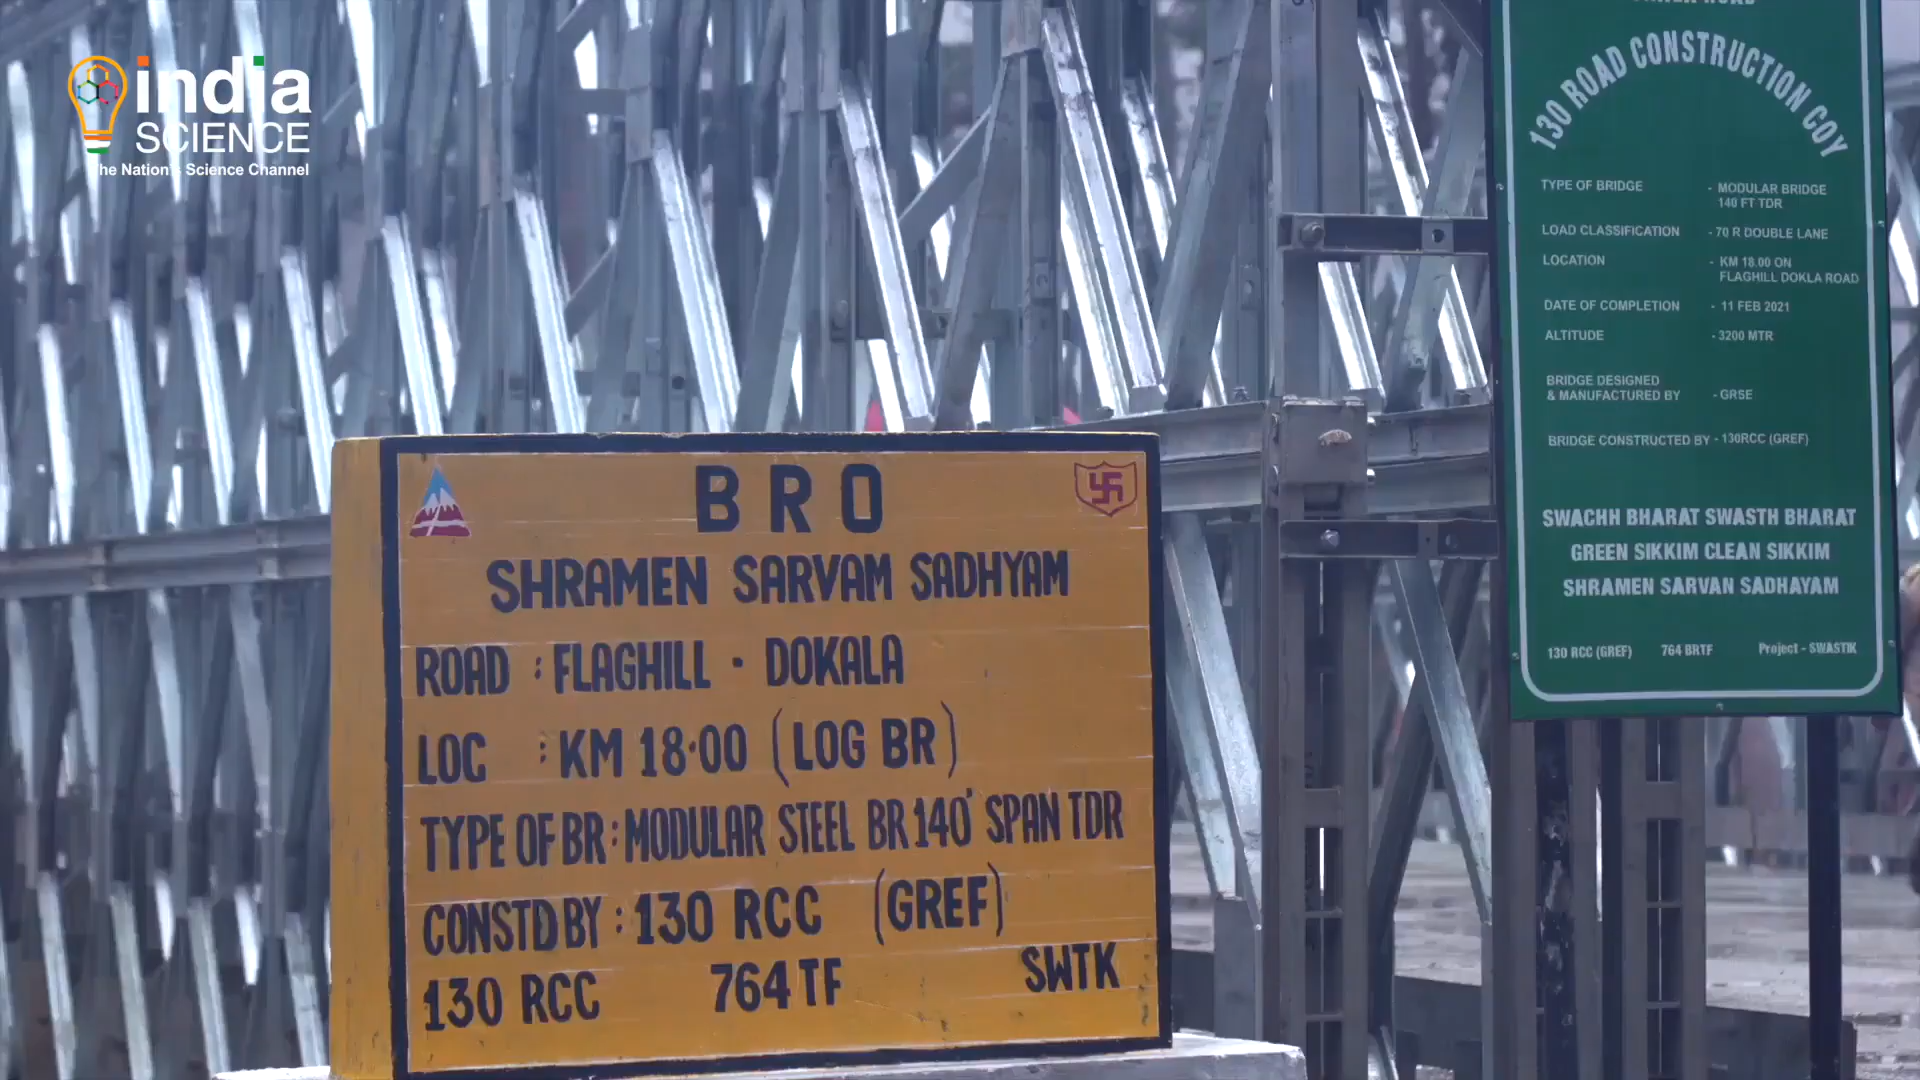 india
SCIENCE
The Nation's Science Channel
BRO
SHRAMEN SARVAM SADHYAM
ROAD : FLAGHILL · DOKALA
LOC : KM 18·00 (LOG BR)
TYPE OF BR : MODULAR STEEL BR 140' SPAN TDR
CONSTD BY : 130 RCC (GREF)
130 RCC 764 TF SWTK
ROAD
130 ROAD CONSTRUCTION COY
TYPE OF BRIDGE - MODULAR BRIDGE
140 FT TDR
LOAD CLASSIFICATION - 70 R DOUBLE LANE
LOCATION - KM 18.00 ON
FLAGHILL DOKLA ROAD
DATE OF COMPLETION - 11 FEB 2021
ALTITUDE - 3200 MTR
BRIDGE DESIGNED
& MANUFACTURED BY - GRSE
BRIDGE CONSTRUCTED BY - 130RCC (GREF)
SWACHH BHARAT SWASTH BHARAT
GREEN SIKKIM CLEAN SIKKIM
SHRAMEN SARVAN SADHAYAM
130 RCC (GREF) 764 BRTF Project - SWASTIK